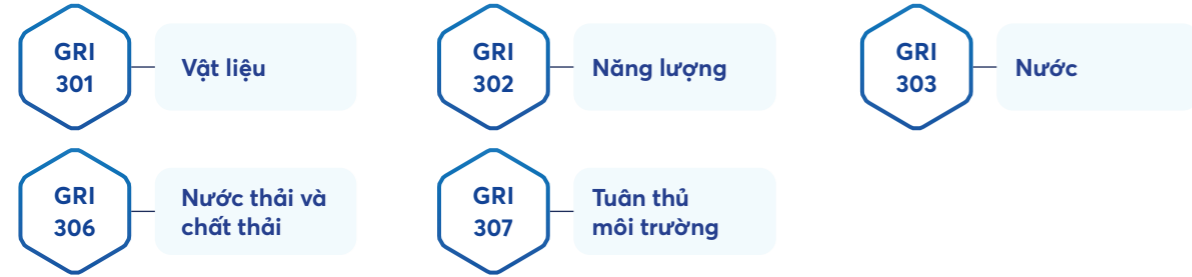 GRI
301
Vật liệu
GRI
302
Năng lượng
GRI
303
Nước
GRI
306
Nước thải và
chất thải
GRI
307
Tuân thủ
môi trường